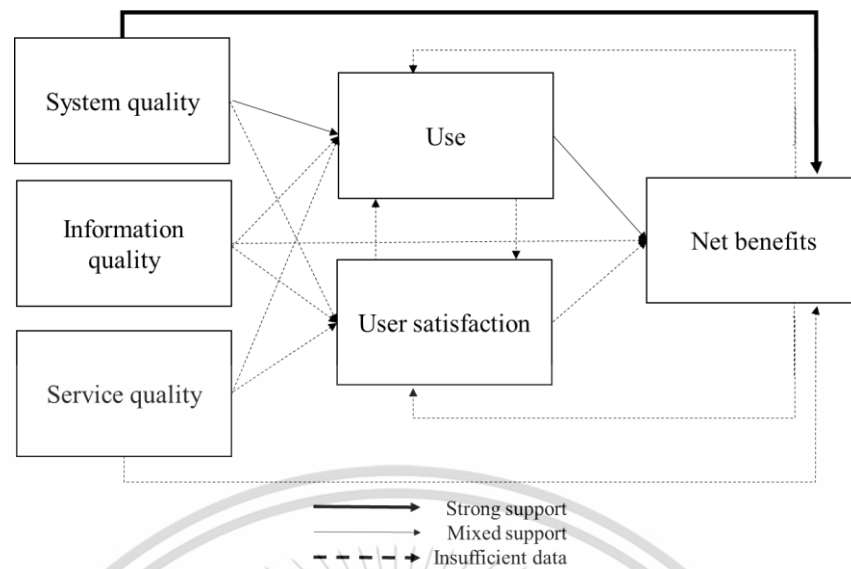 System quality
Use
Information
quality
Net benefits
User satisfaction
Service quality
Strong support
Mixed support
Insufficient data